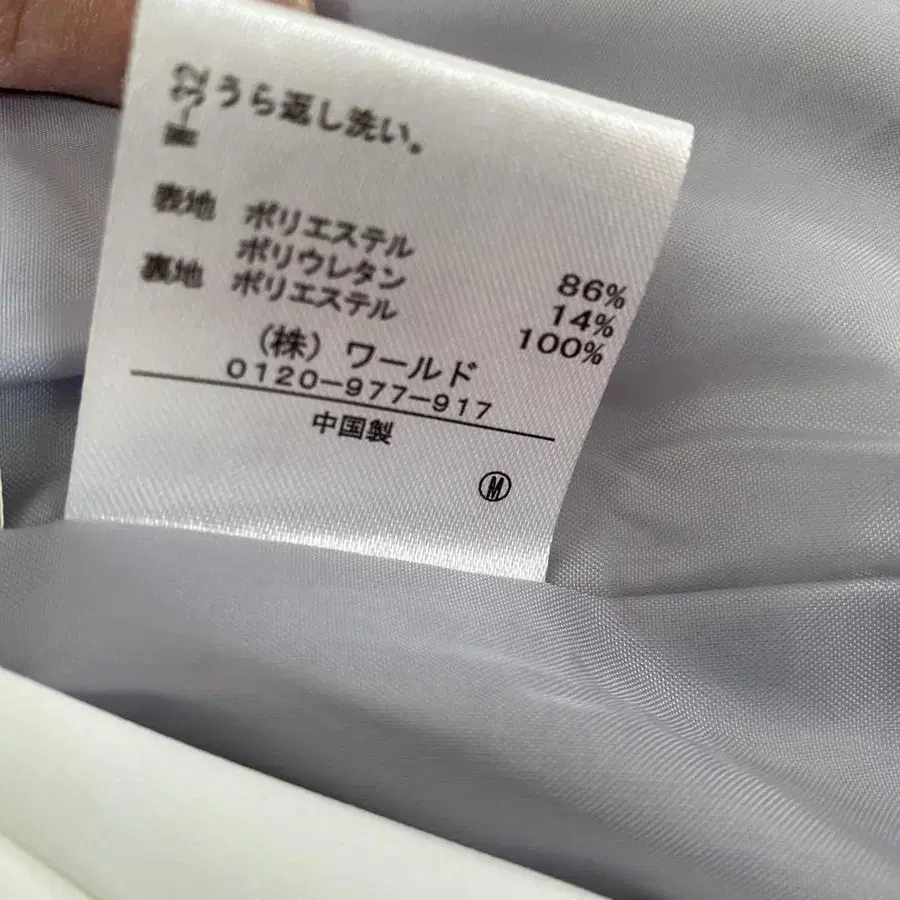 うら返し洗い。
表地 ポリエステル 86%
ポリウレタン 14%
裏地 ポリエステル 100%
(株) ワールド
0120-977-917
中国製
M